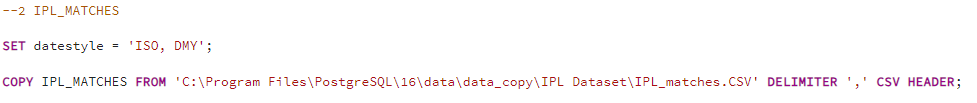 --2 IPL_MATCHES
SET datestyle = 'ISO, DMY';
COPY IPL_MATCHES FROM 'C:\Program Files\PostgreSQL\16\data\data_copy\IPL Dataset\IPL_matches.CSV' DELIMITER ',' CSV HEADER;